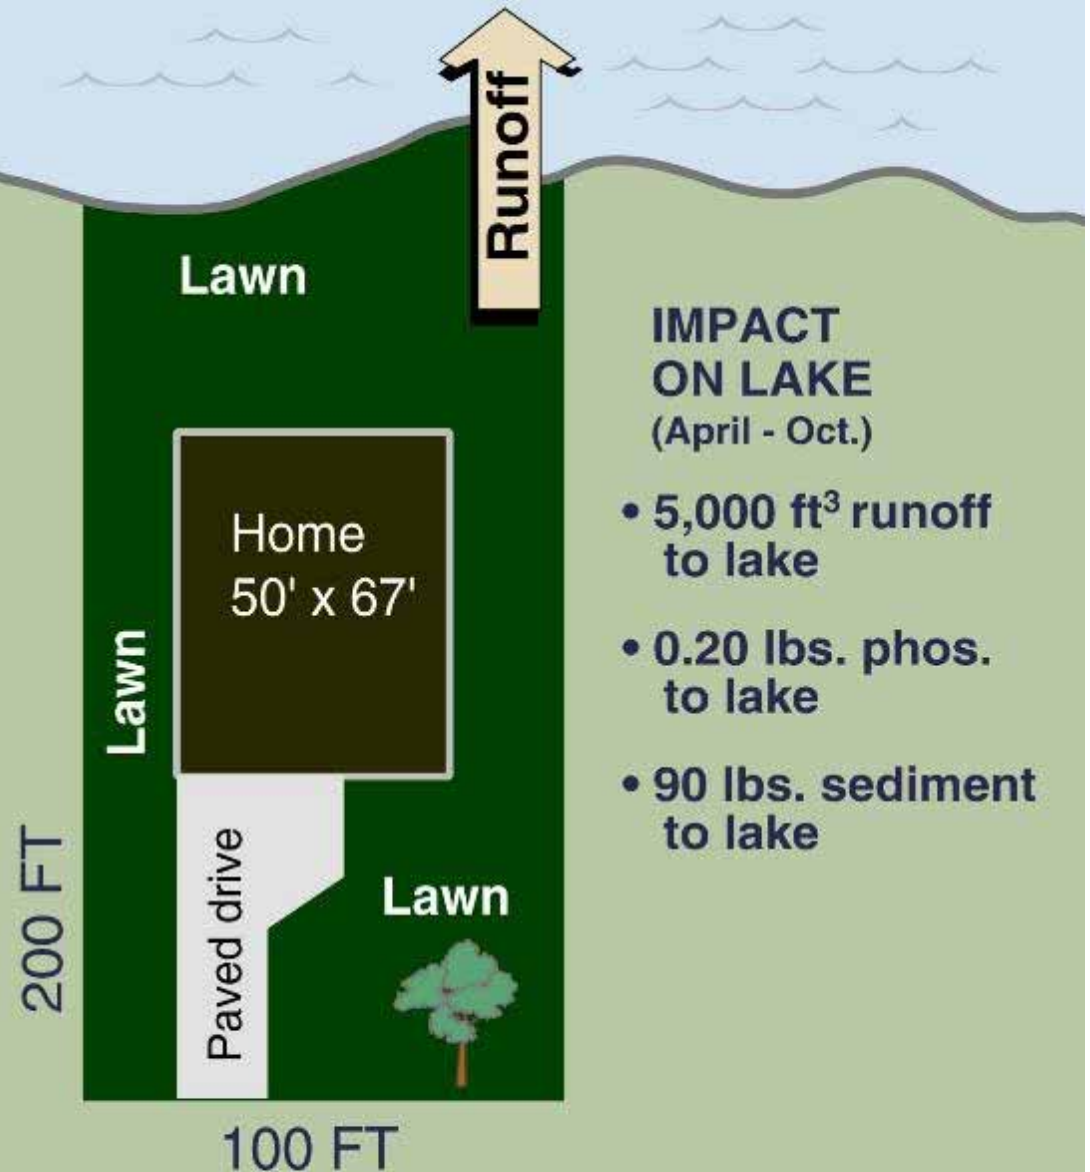 Runoff
Lawn
IMPACT
ON LAKE
(April - Oct.)
• 5,000 ft³ runoff
to lake
• 0.20 lbs. phos.
to lake
• 90 lbs. sediment
to lake
Home
50' x 67'
Lawn
Paved drive
Lawn
200 FT
100 FT